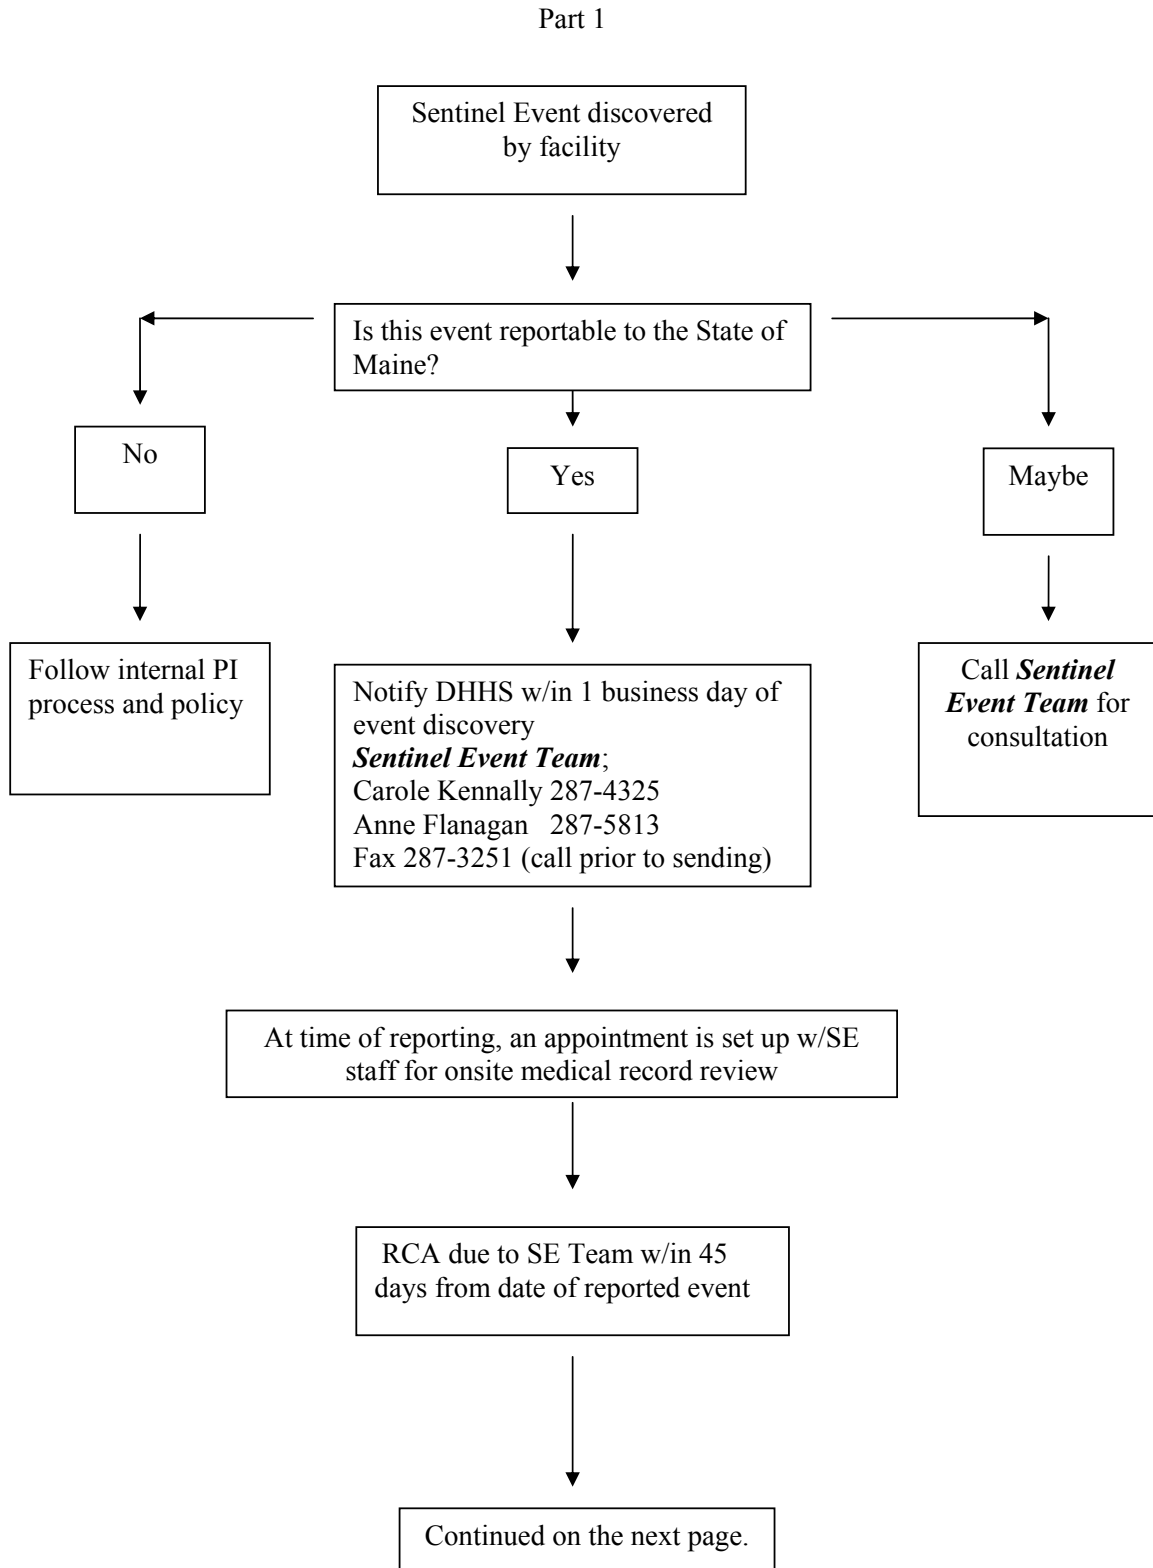 Part 1
Sentinel Event discovered
by facility
Is this event reportable to the State of
Maine?
No
Yes
Maybe
Follow internal PI
process and policy
Notify DHHS w/in 1 business day of
event discovery
Sentinel Event Team;
Carole Kennally 287-4325
Anne Flanagan 287-5813
Fax 287-3251 (call prior to sending)
Call Sentinel
Event Team for
consultation
At time of reporting, an appointment is set up w/SE
staff for onsite medical record review
RCA due to SE Team w/in 45
days from date of reported event
Continued on the next page.